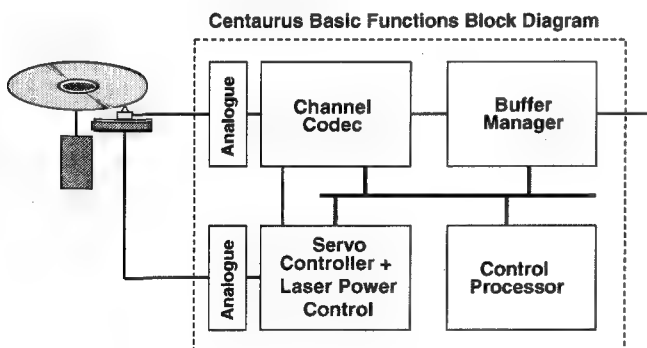 Centaurus Basic Functions Block Diagram
Analogue
Channel
Codec
Buffer
Manager
Analogue
Servo
Controller +
Laser Power
Control
Control
Processor